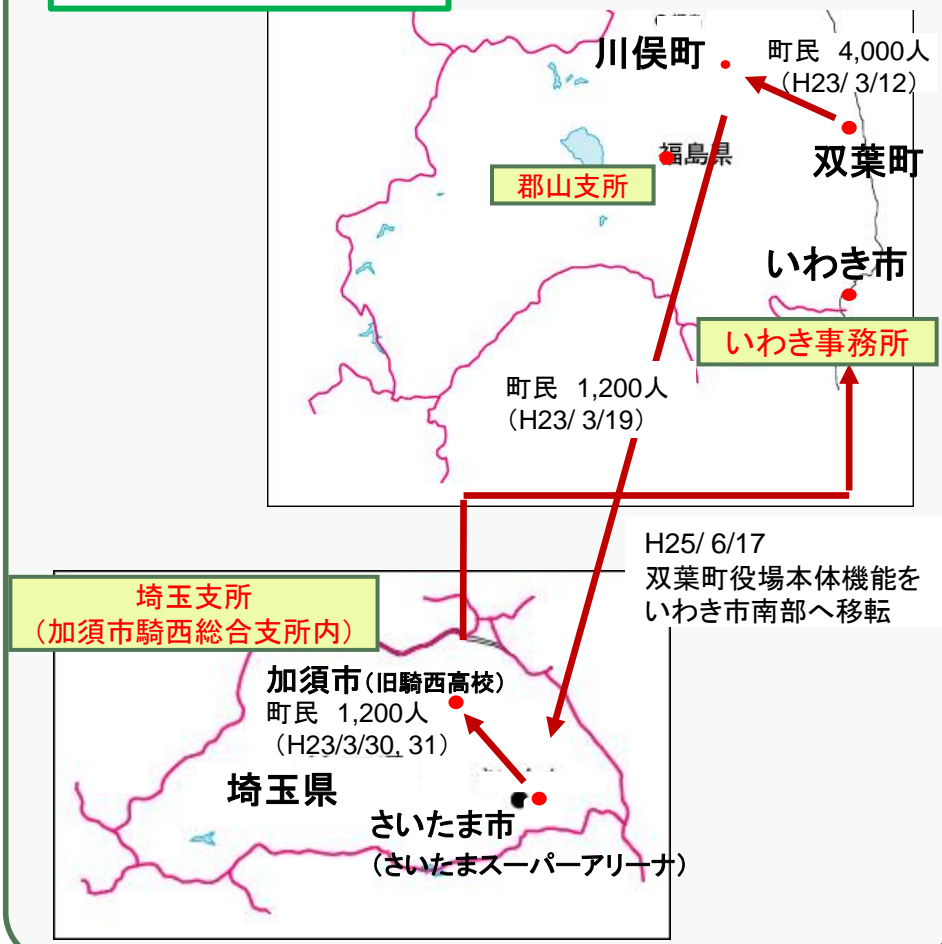 川俣町
町民 4,000人
（H23/ 3/12）
双葉町
福島県
郡山支所
いわき市
いわき事務所
町民 1,200人
（H23/ 3/19）
H25/ 6/17
双葉町役場本体機能を
いわき市南部へ移転
埼玉支所
（加須市騎西総合支所内）
加須市（旧騎西高校）
町民 1,200人
（H23/3/30, 31）
埼玉県
さいたま市
（さいたまスーパーアリーナ）